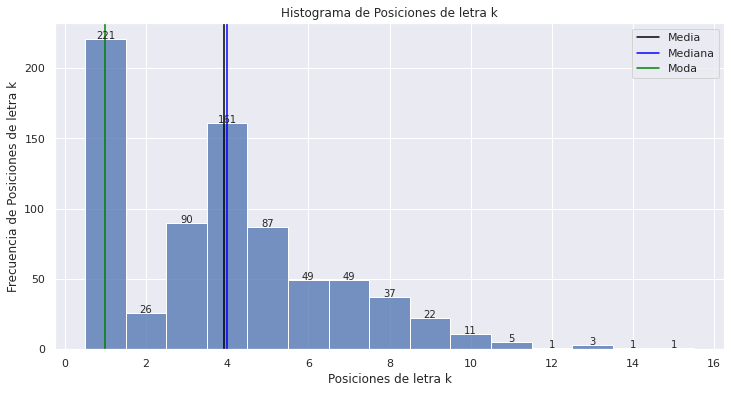 Histograma de Posiciones de letra k
Frecuencia de Posiciones de letra k
200
150
100
50
0
221
26
90
161
87
49
49
37
22
11
5
1
3
1
1
Media
Mediana
Moda
0 2 4 6 8 10 12 14 16
Posiciones de letra k